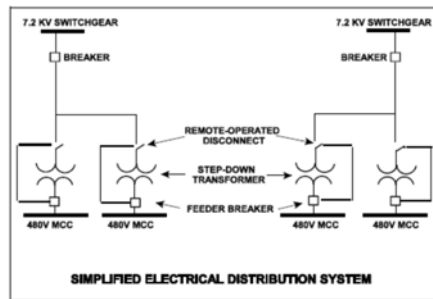 7.2 KV SWITCHGEAR
7.2 KV SWITCHGEAR
BREAKER
BREAKER
REMOTE-OPERATED
DISCONNECT
STEP-DOWN
TRANSFORMER
FEEDER BREAKER
480V MCC
480V MCC
480V MCC
480V MCC
SIMPLIFIED ELECTRICAL DISTRIBUTION SYSTEM